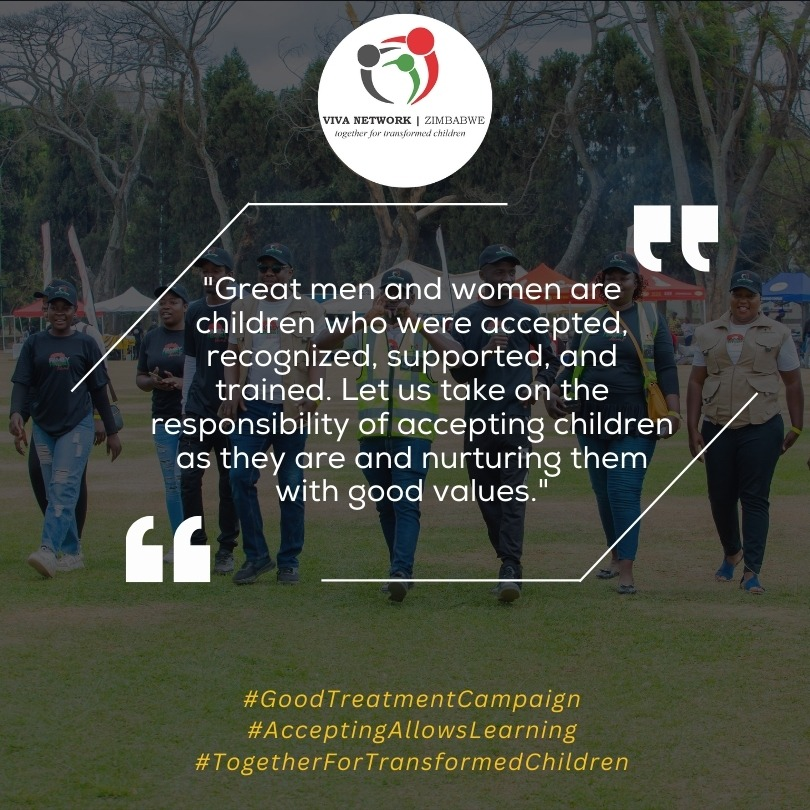 VIVA NETWORK | ZIMBABWE
together for transformed children
"Great men and women are
children who were accepted,
recognized, supported, and
trained. Let us take on the
responsibility of accepting children
as they are and nurturing them
with good values."
#GoodTreatmentCampaign
#AcceptingAllowsLearning
#TogetherForTransformedChildren